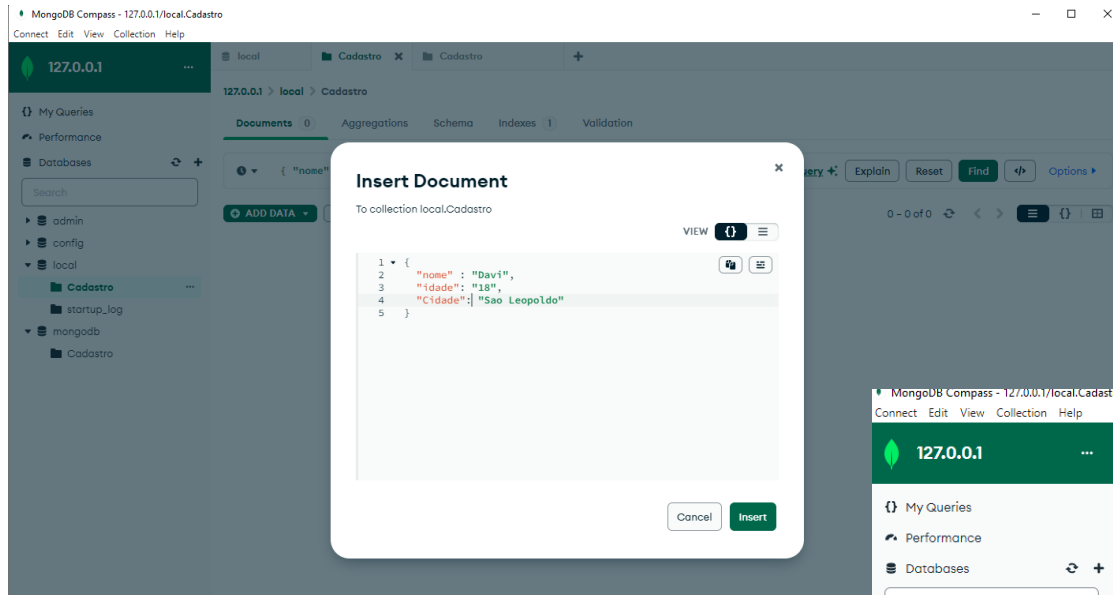 MongoDB Compass - 127.0.0.1/local.Cadastro
Connect Edit View Collection Help
127.0.0.1 ...
local Cadastro Cadastro
127.0.0.1 > local > Cadastro
My Queries
Performance
Databases
Search
admin
config
local
Cadastro ...
startup_log
mongodb
Cadastro
Documents 0 Aggregations Schema Indexes 1 Validation
{ "nome"
Explain Reset Find </> Options
ADD DATA
0 – 0 of 0
Insert Document
To collection local.Cadastro
VIEW {}
1 {
2 "nome" : "Davi",
3 "idade": "18",
4 "Cidade": "Sao Leopoldo"
5 }
Cancel Insert
MongoDB Compass - 127.0.0.1/local.Cadast
Connect Edit View Collection Help
127.0.0.1 ...
My Queries
Performance
Databases